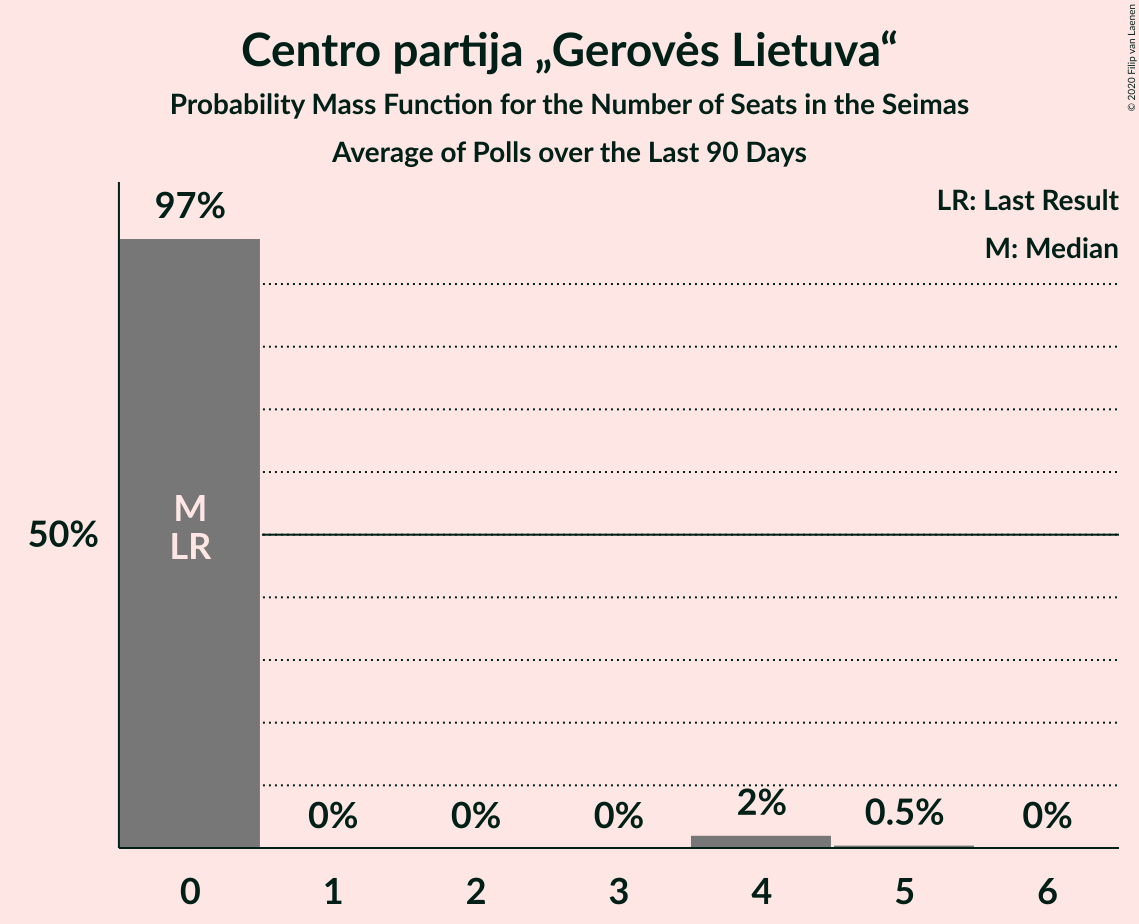 Centro partija „Gerovės Lietuva“
Probability Mass Function for the Number of Seats in the Seimas
Average of Polls over the Last 90 Days
© 2020 Filip van Laenen
LR: Last Result
M: Median
97%
M
LR
50%
0%
0%
0%
2%
0.5%
0%
0
1
2
3
4
5
6